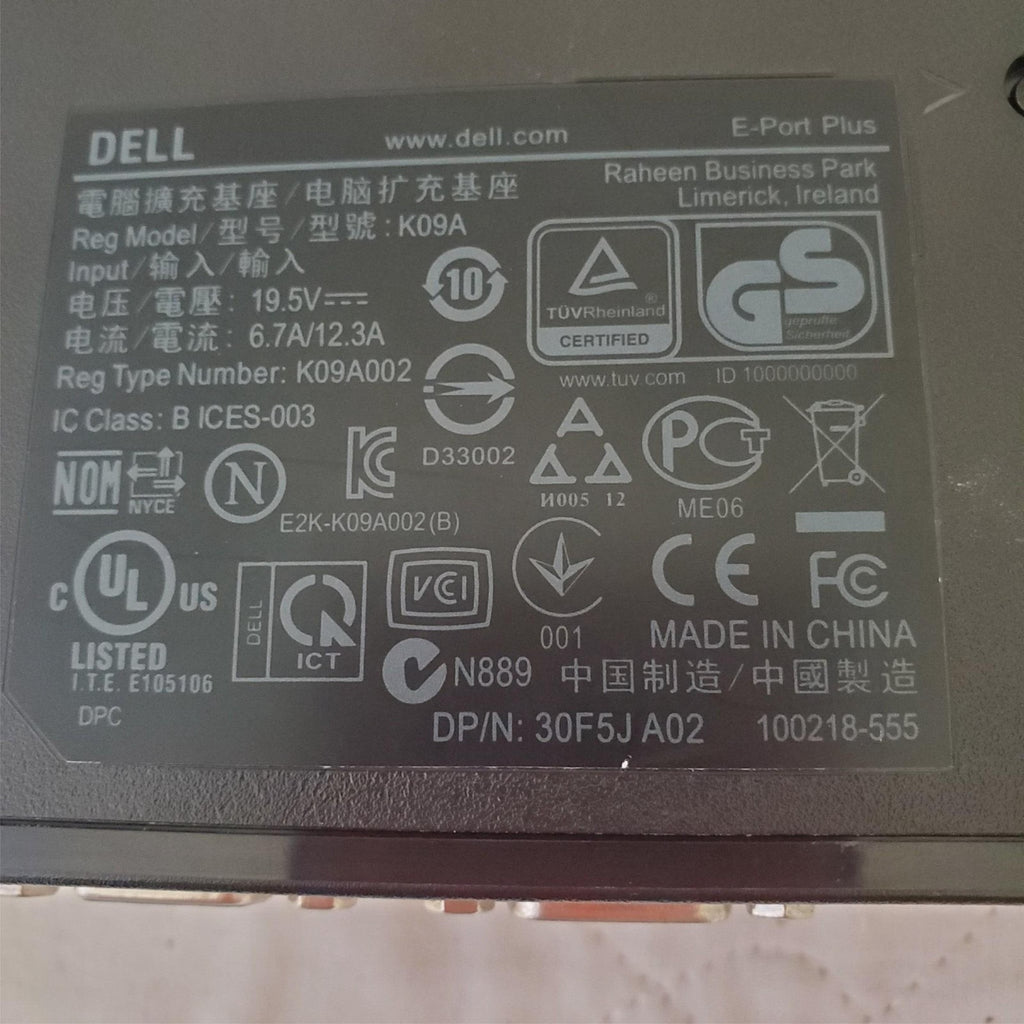 DELL www.dell.com E-Port Plus
電腦擴充基座/电脑扩充基座
Raheen Business Park
Limerick, Ireland
Reg Model/型号/型號: K09A
Input/输入/輸入
电压/電壓: 19.5V
电流/電流: 6.7A/12.3A
Reg Type Number: K09A002
IC Class: B ICES-003
10
TÜVRheinland®
CERTIFIED
GS
geprüfte
Sicherheit
www.tuv.com ID 1000000000
D33002
NOM
NYCE
N
KC
E2K-K09A002 (B)
И005 12
PCT
ME06
C UL US
LISTED
I.T.E. E105106
DPC
DELL
ICT
VCI
001
CE FC
N889
MADE IN CHINA
中国制造/中國製造
DP/N: 30F5J A02 100218-555